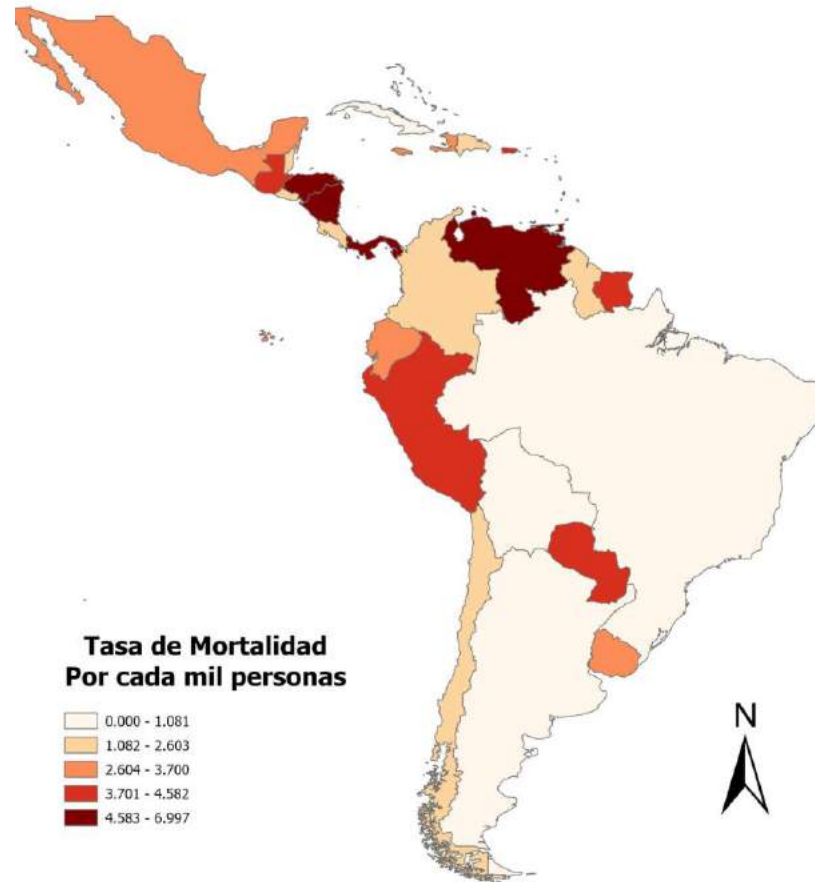 Tasa de Mortalidad
Por cada mil personas
0.000 - 1.081
1.082 - 2.603
2.604 - 3.700
3.701 - 4.582
4.583 - 6.997
N